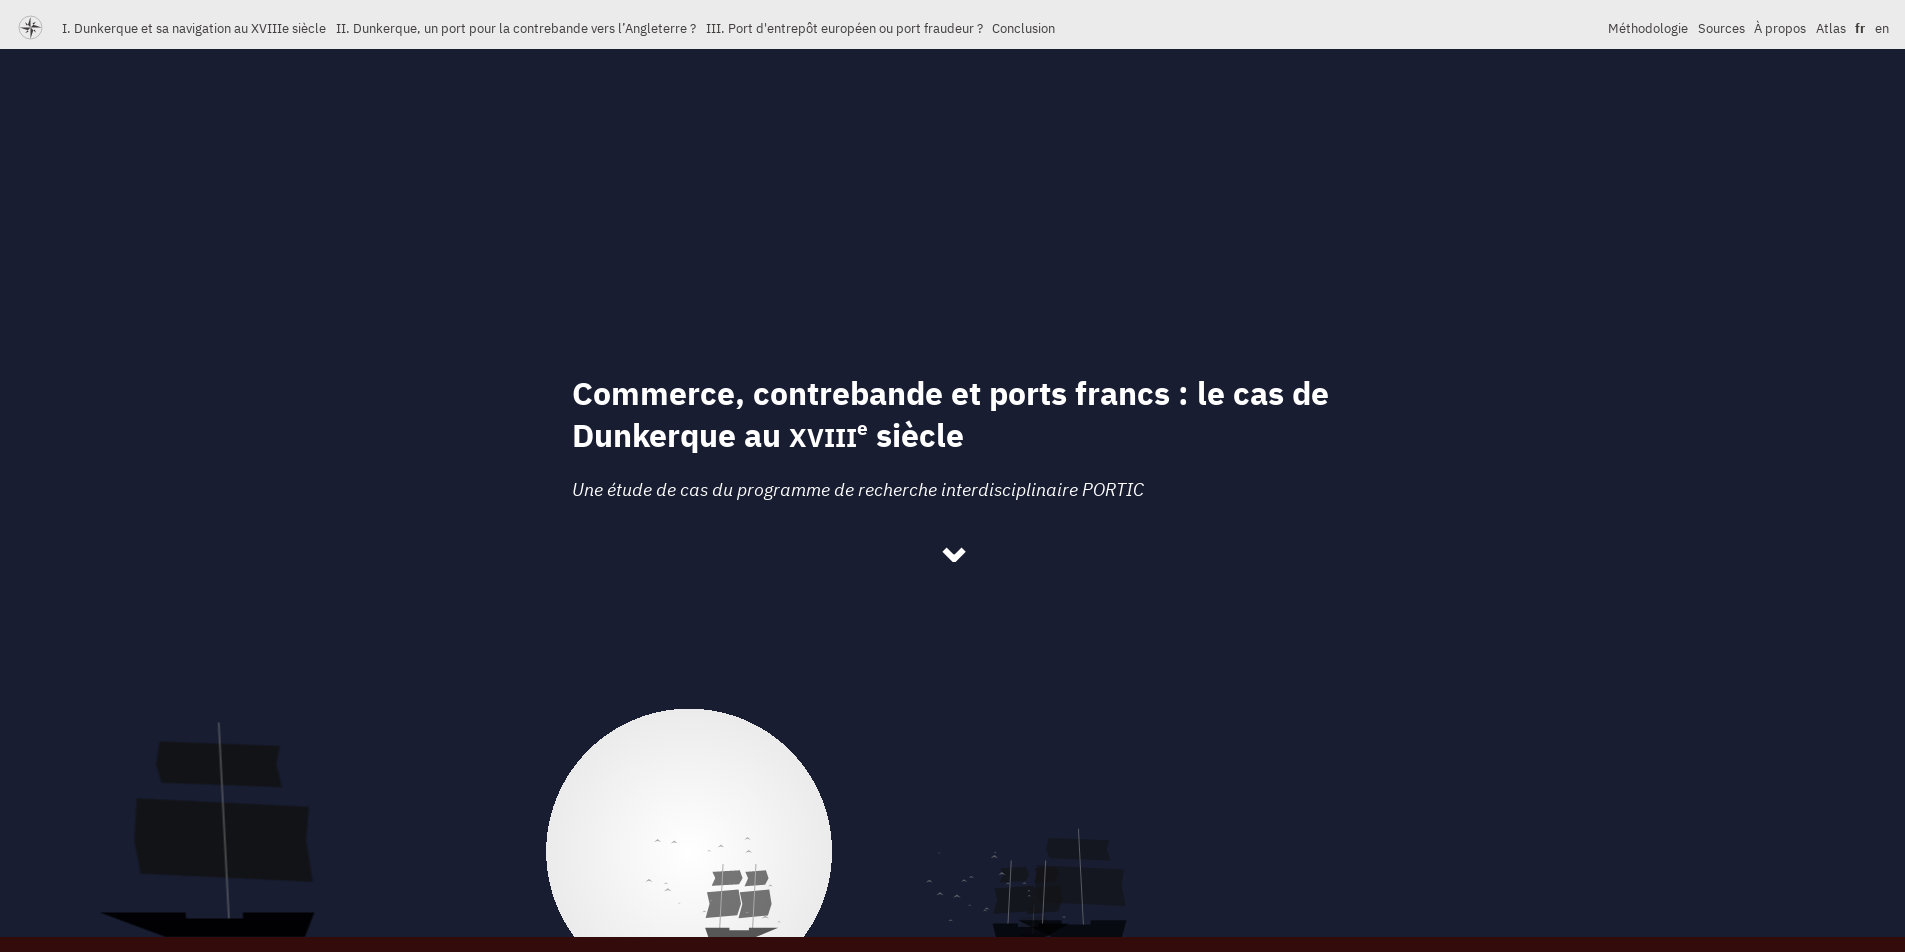 I. Dunkerque et sa navigation au XVIIIe siècle II. Dunkerque, un port pour la contrebande vers l’Angleterre ? III. Port d'entrepôt européen ou port fraudeur ? Conclusion Méthodologie Sources À propos Atlas fr en
Commerce, contrebande et ports francs : le cas de
Dunkerque au XVIIIe siècle
Une étude de cas du programme de recherche interdisciplinaire PORTIC